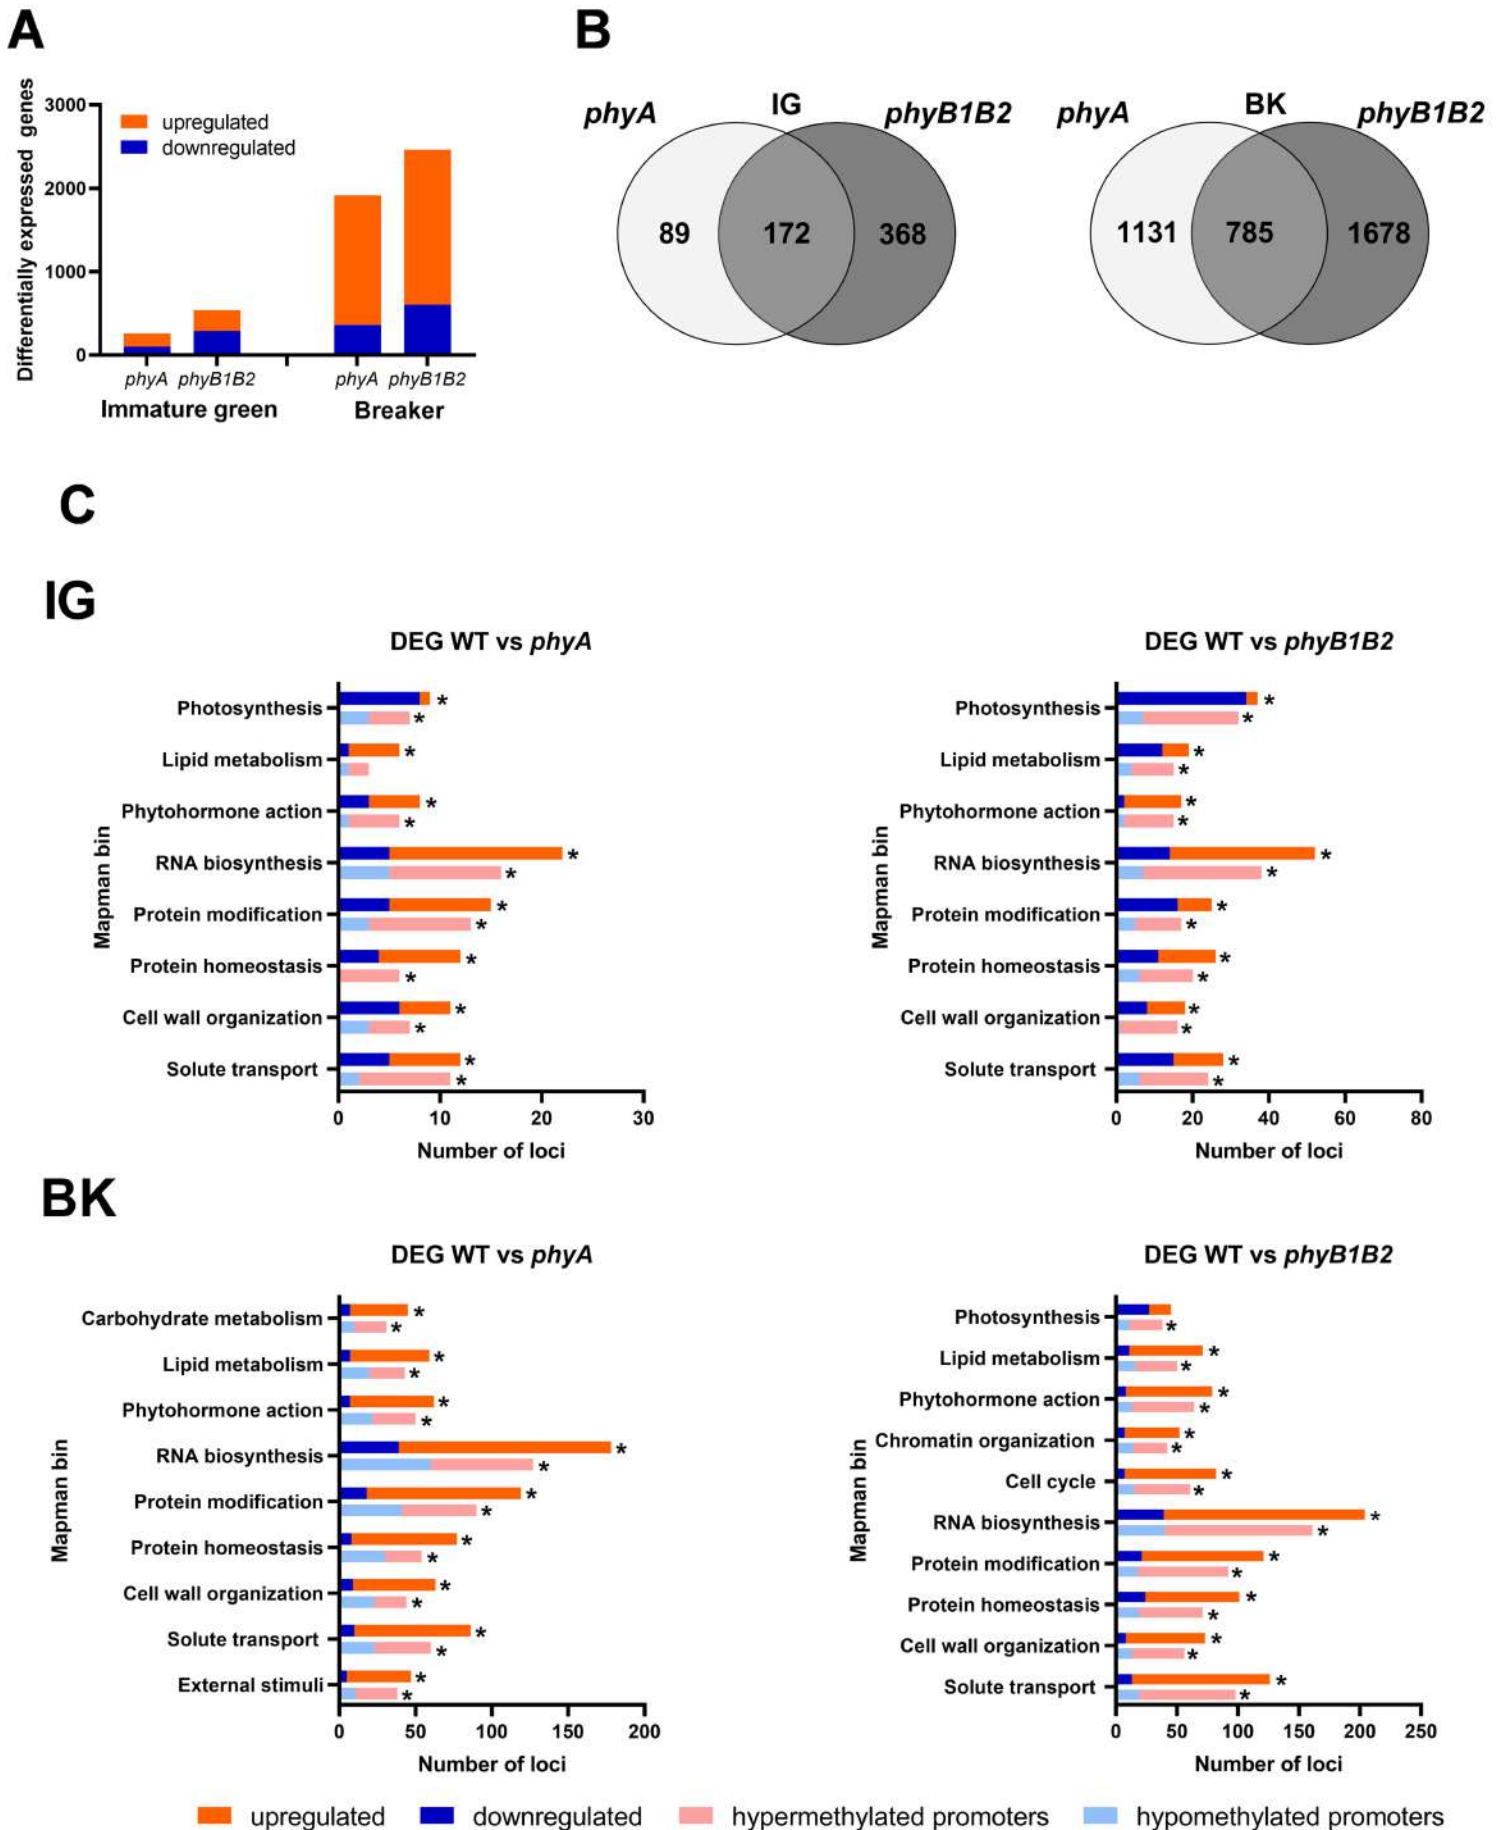 A
B
Differentially expressed genes
3000
2000
1000
0
upregulated
downregulated
phyA phyB1B2 phyA phyB1B2
Immature green Breaker
phyA IG phyB1B2
89 172 368
phyA BK phyB1B2
1131 785 1678
C
IG
DEG WT vs phyA
Mapman bin
Photosynthesis * *
Lipid metabolism *
Phytohormone action * *
RNA biosynthesis * *
Protein modification * *
Protein homeostasis * *
Cell wall organization * *
Solute transport * *
0 10 20 30
Number of loci
DEG WT vs phyB1B2
Mapman bin
Photosynthesis * *
Lipid metabolism * *
Phytohormone action * *
RNA biosynthesis * *
Protein modification * *
Protein homeostasis * *
Cell wall organization * *
Solute transport * *
0 20 40 60 80
Number of loci
BK
DEG WT vs phyA
Mapman bin
Carbohydrate metabolism * *
Lipid metabolism * *
Phytohormone action * *
RNA biosynthesis * *
Protein modification * *
Protein homeostasis * *
Cell wall organization * *
Solute transport * *
External stimuli * *
0 50 100 150 200
Number of loci
DEG WT vs phyB1B2
Mapman bin
Photosynthesis *
Lipid metabolism * *
Phytohormone action * *
Chromatin organization * *
Cell cycle * *
RNA biosynthesis * *
Protein modification * *
Protein homeostasis * *
Cell wall organization * *
Solute transport * *
0 50 100 150 200 250
Number of loci
upregulated downregulated hypermethylated promoters hypomethylated promoters